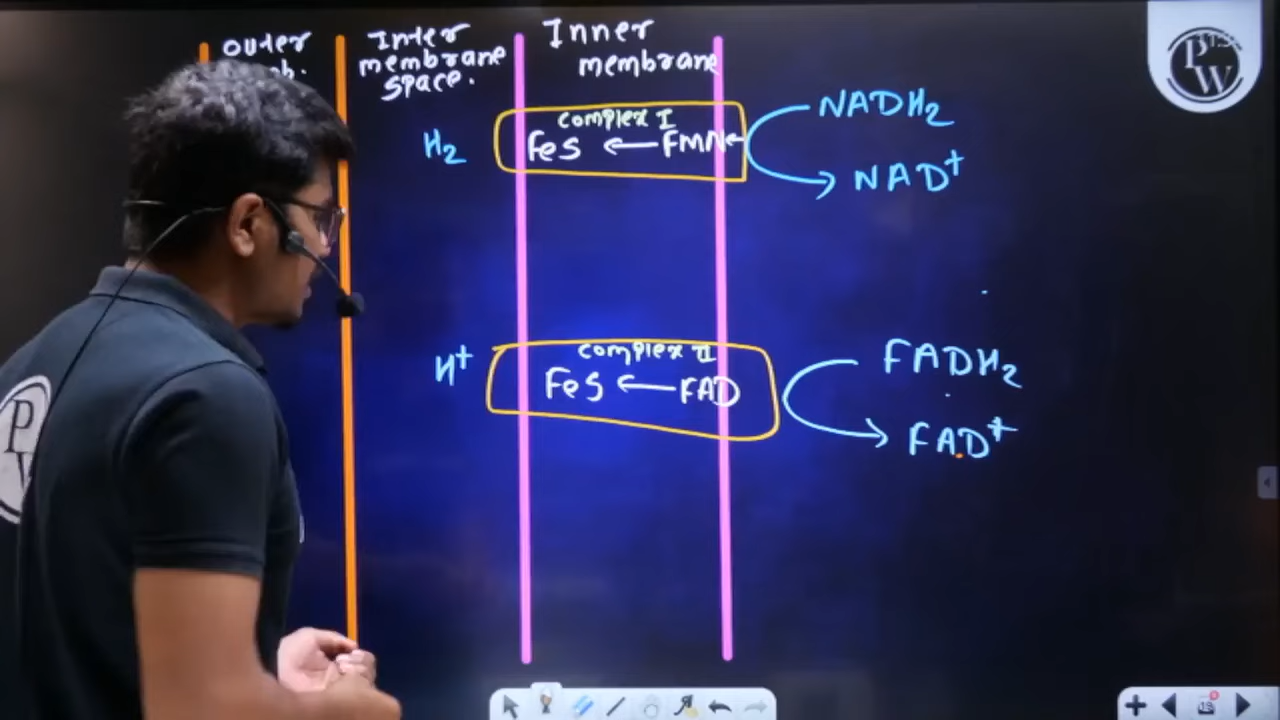 outer
Inter
membrane
space.
Inner
membrane
complex I
FeS ← FMN ←
H2
NADH2
NAD+
complex II
FeS ← FAD
H+
FADH2
FAD+
PW
P
18